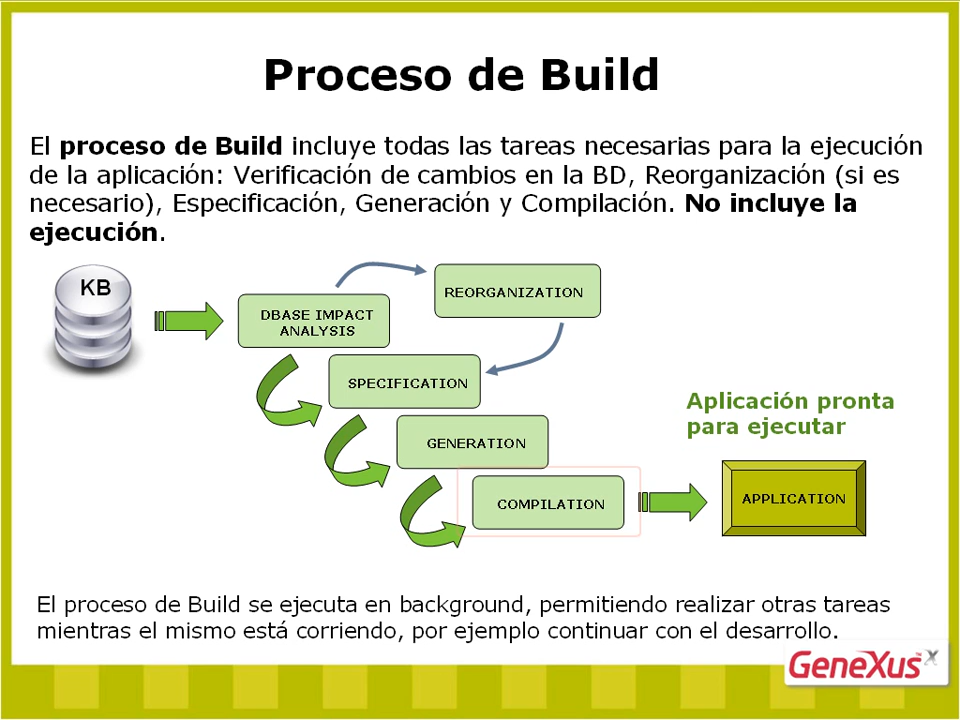 Proceso de Build
El proceso de Build incluye todas las tareas necesarias para la ejecución
de la aplicación: Verificación de cambios en la BD, Reorganización (si es
necesario), Especificación, Generación y Compilación. No incluye la
ejecución.
KB
DBASE IMPACT
ANALYSIS
REORGANIZATION
SPECIFICATION
GENERATION
COMPILATION
Aplicación pronta
para ejecutar
APPLICATION
El proceso de Build se ejecuta en background, permitiendo realizar otras tareas
mientras el mismo está corriendo, por ejemplo continuar con el desarrollo.
GeneXus™ X